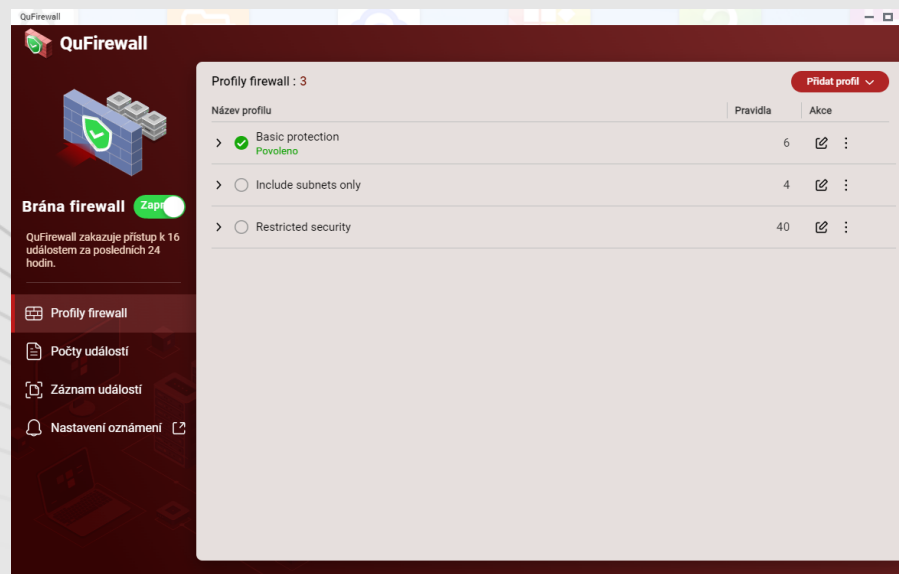 QuFirewall
QuFirewall
Brána firewall
QuFirewall zakazuje přístup k 16
událostem za posledních 24
hodin.
Profily firewall
Počty událostí
Záznam událostí
Nastavení oznámení
Profily firewall : 3
Přidat profil
Název profilu Pravidla Akce
Basic protection 6
Povoleno
Include subnets only 4
Restricted security 40